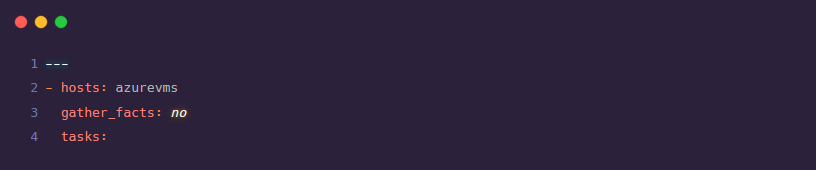 1 ---
2 - hosts: azurevms
3   gather_facts: no
4   tasks: